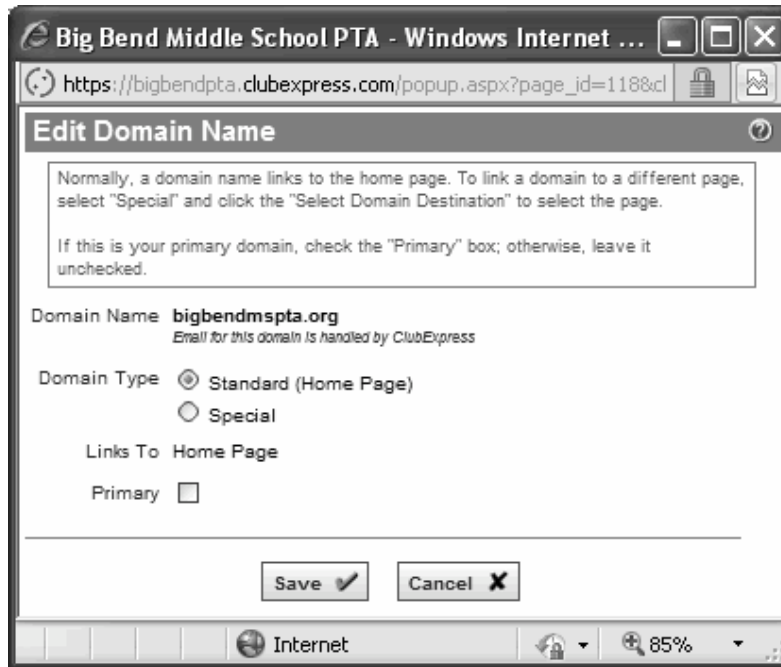 Big Bend Middle School PTA - Windows Internet ...
https://bigbendpta.clubexpress.com/popup.aspx?page_id=118&cl
Edit Domain Name
Normally, a domain name links to the home page. To link a domain to a different page,
select "Special" and click the "Select Domain Destination" to select the page.
If this is your primary domain, check the "Primary" box; otherwise, leave it
unchecked.
Domain Name bigbendmspta.org
Email for this domain is handled by ClubExpress
Domain Type Standard (Home Page)
Special
Links To Home Page
Primary
Save Cancel
Internet 85%